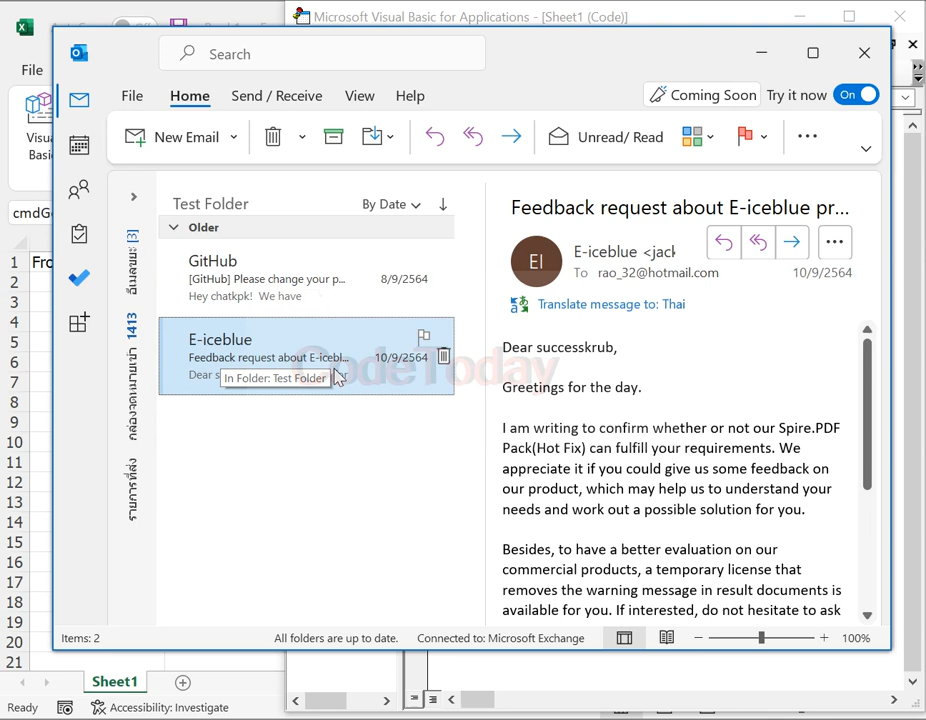 Microsoft Visual Basic for Applications - [Sheet1 (Code)]
File
Search
File Home Send / Receive View Help
Coming Soon Try it now On
New Email
Unread/ Read
Visu
Basi
cmdG
Test Folder
By Date
Older
GitHub
[GitHub] Please change your p... 8/9/2564
Hey chatkpk! We have
E-iceblue
Feedback request about E-icebl... 10/9/2564
Dear s
In Folder: Test Folder
CodeToday
[3]
1413
Feedback request about E-iceblue pr...
EI
E-iceblue <jack
To rao_32@hotmail.com 10/9/2564
Translate message to: Thai
Dear successkrub,
Greetings for the day.
I am writing to confirm whether or not our Spire.PDF
Pack(Hot Fix) can fulfill your requirements. We
appreciate it if you could give us some feedback on
our product, which may help us to understand your
needs and work out a possible solution for you.
Besides, to have a better evaluation on our
commercial products, a temporary license that
removes the warning message in result documents is
available for you. If interested, do not hesitate to ask
Items: 2 All folders are up to date. Connected to: Microsoft Exchange 100%
1 Fro
2
3
4
5
6
7
8
9
10
11
12
13
14
15
16
17
18
19
20
21
Sheet1
Ready Accessibility: Investigate